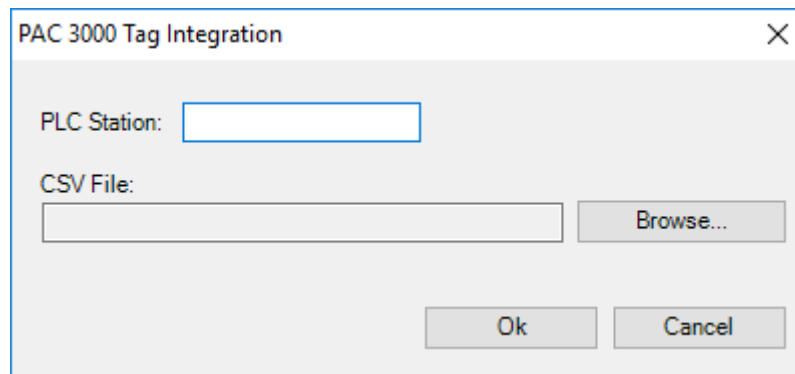 PAC 3000 Tag Integration
PLC Station:
CSV File:
Browse...
Ok Cancel